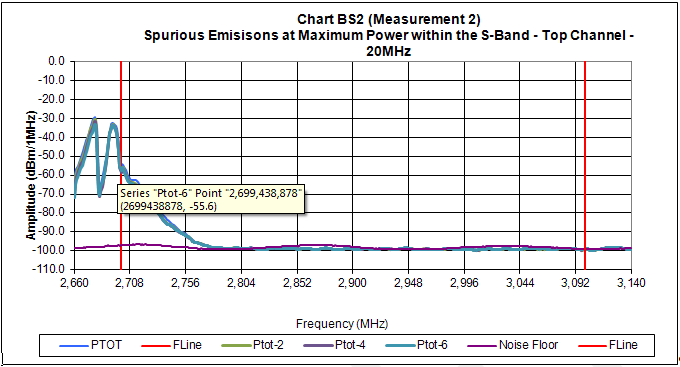 Chart BS2 (Measurement 2)
Spurious Emisisons at Maximum Power within the S-Band - Top Channel -
20MHz
Amplitude (dBm/1MHz)
0.0
-10.0
-20.0
-30.0
-40.0
-50.0
-60.0
-70.0
-80.0
-90.0
-100.0
-110.0
Series "Ptot-6" Point "2,699,438,878"
(2699438878, -55.6)
2,660 2,708 2,756 2,804 2,852 2,900 2,948 2,996 3,044 3,092 3,140
Frequency (MHz)
PTOT FLine Ptot-2 Ptot-4 Ptot-6 Noise Floor FLine